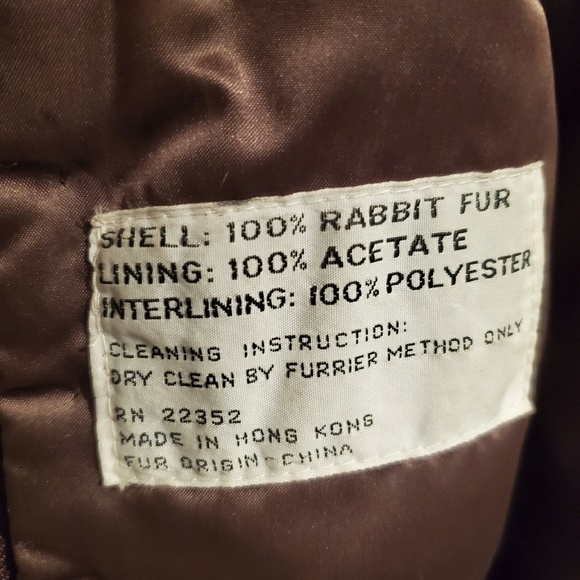 SHELL: 100% RABBIT FUR
LINING: 100% ACETATE
INTERLINING: 100% POLYESTER
CLEANING INSTRUCTION:
DRY CLEAN BY FURRIER METHOD ONLY
RN 22352
MADE IN HONG KONG
FUR ORIGIN-CHINA